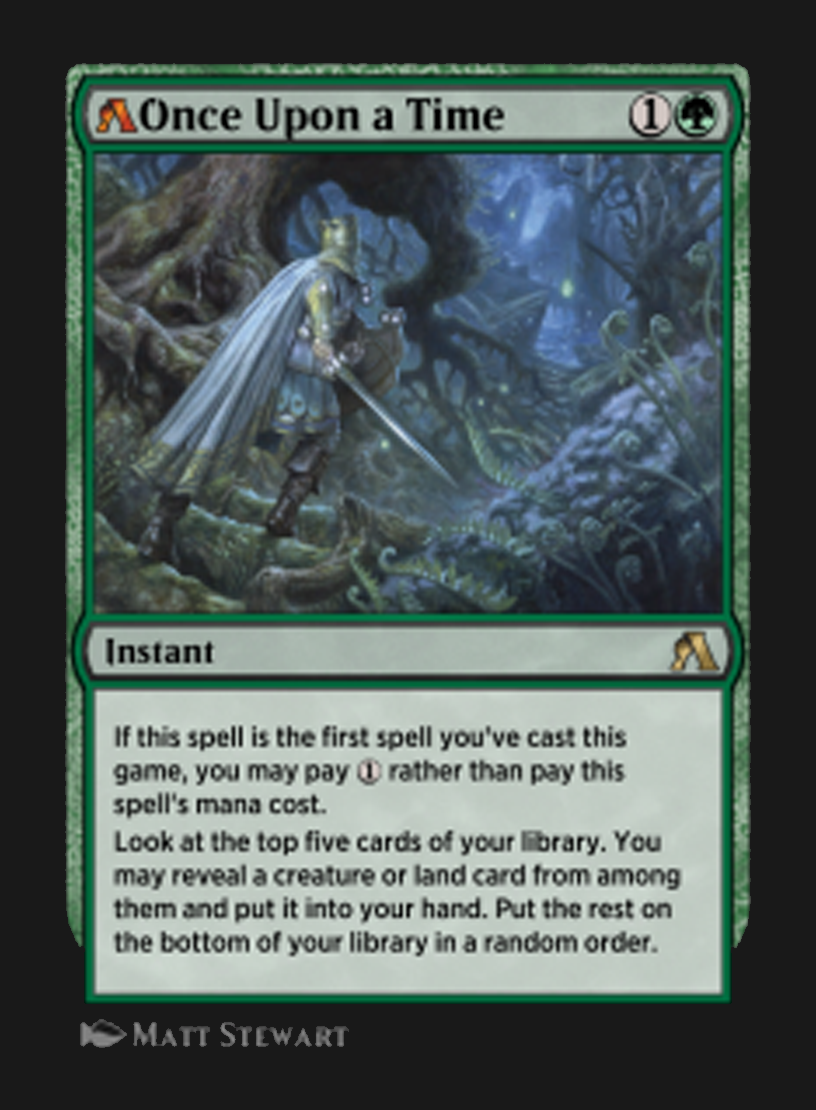 Once Upon a Time 1
Instant
If this spell is the first spell you've cast this
game, you may pay 1 rather than pay this
spell's mana cost.
Look at the top five cards of your library. You
may reveal a creature or land card from among
them and put it into your hand. Put the rest on
the bottom of your library in a random order.
Matt Stewart